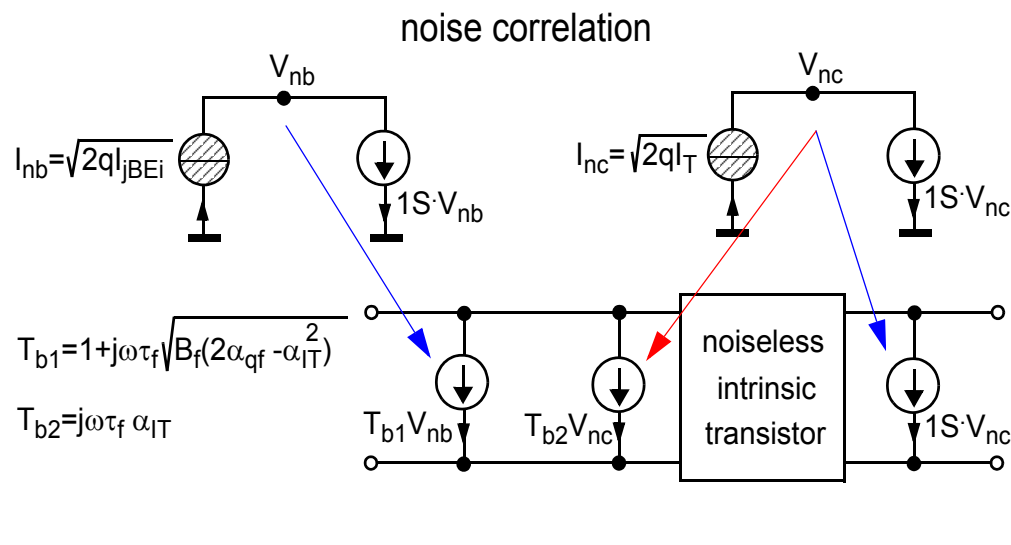 noise correlation
V_nb
V_nc
I_nb=√2qI_jBEi
1S·V_nb
I_nc=√2qI_T
1S·V_nc
T_b1=1+jωτ_f√B_f(2α_qf -α_IT^2)
T_b2=jωτ_f α_IT
T_b1V_nb
T_b2V_nc
noiseless
intrinsic
transistor
1S·V_nc